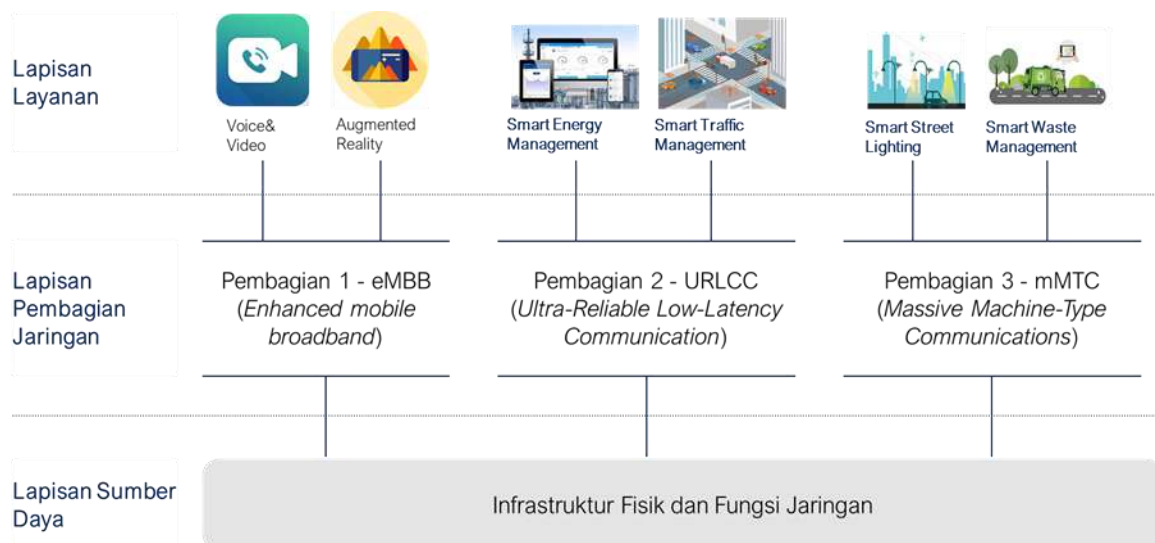 Lapisan
Layanan
Voice&
Video
Augmented
Reality
Smart Energy
Management
Smart Traffic
Management
Smart Street
Lighting
Smart Waste
Management
Lapisan
Pembagian
Jaringan
Pembagian 1 - eMBB
(Enhanced mobile
broadband)
Pembagian 2 - URLCC
(Ultra-Reliable Low-Latency
Communication)
Pembagian 3 - mMTC
(Massive Machine-Type
Communications)
Lapisan Sumber
Daya
Infrastruktur Fisik dan Fungsi Jaringan